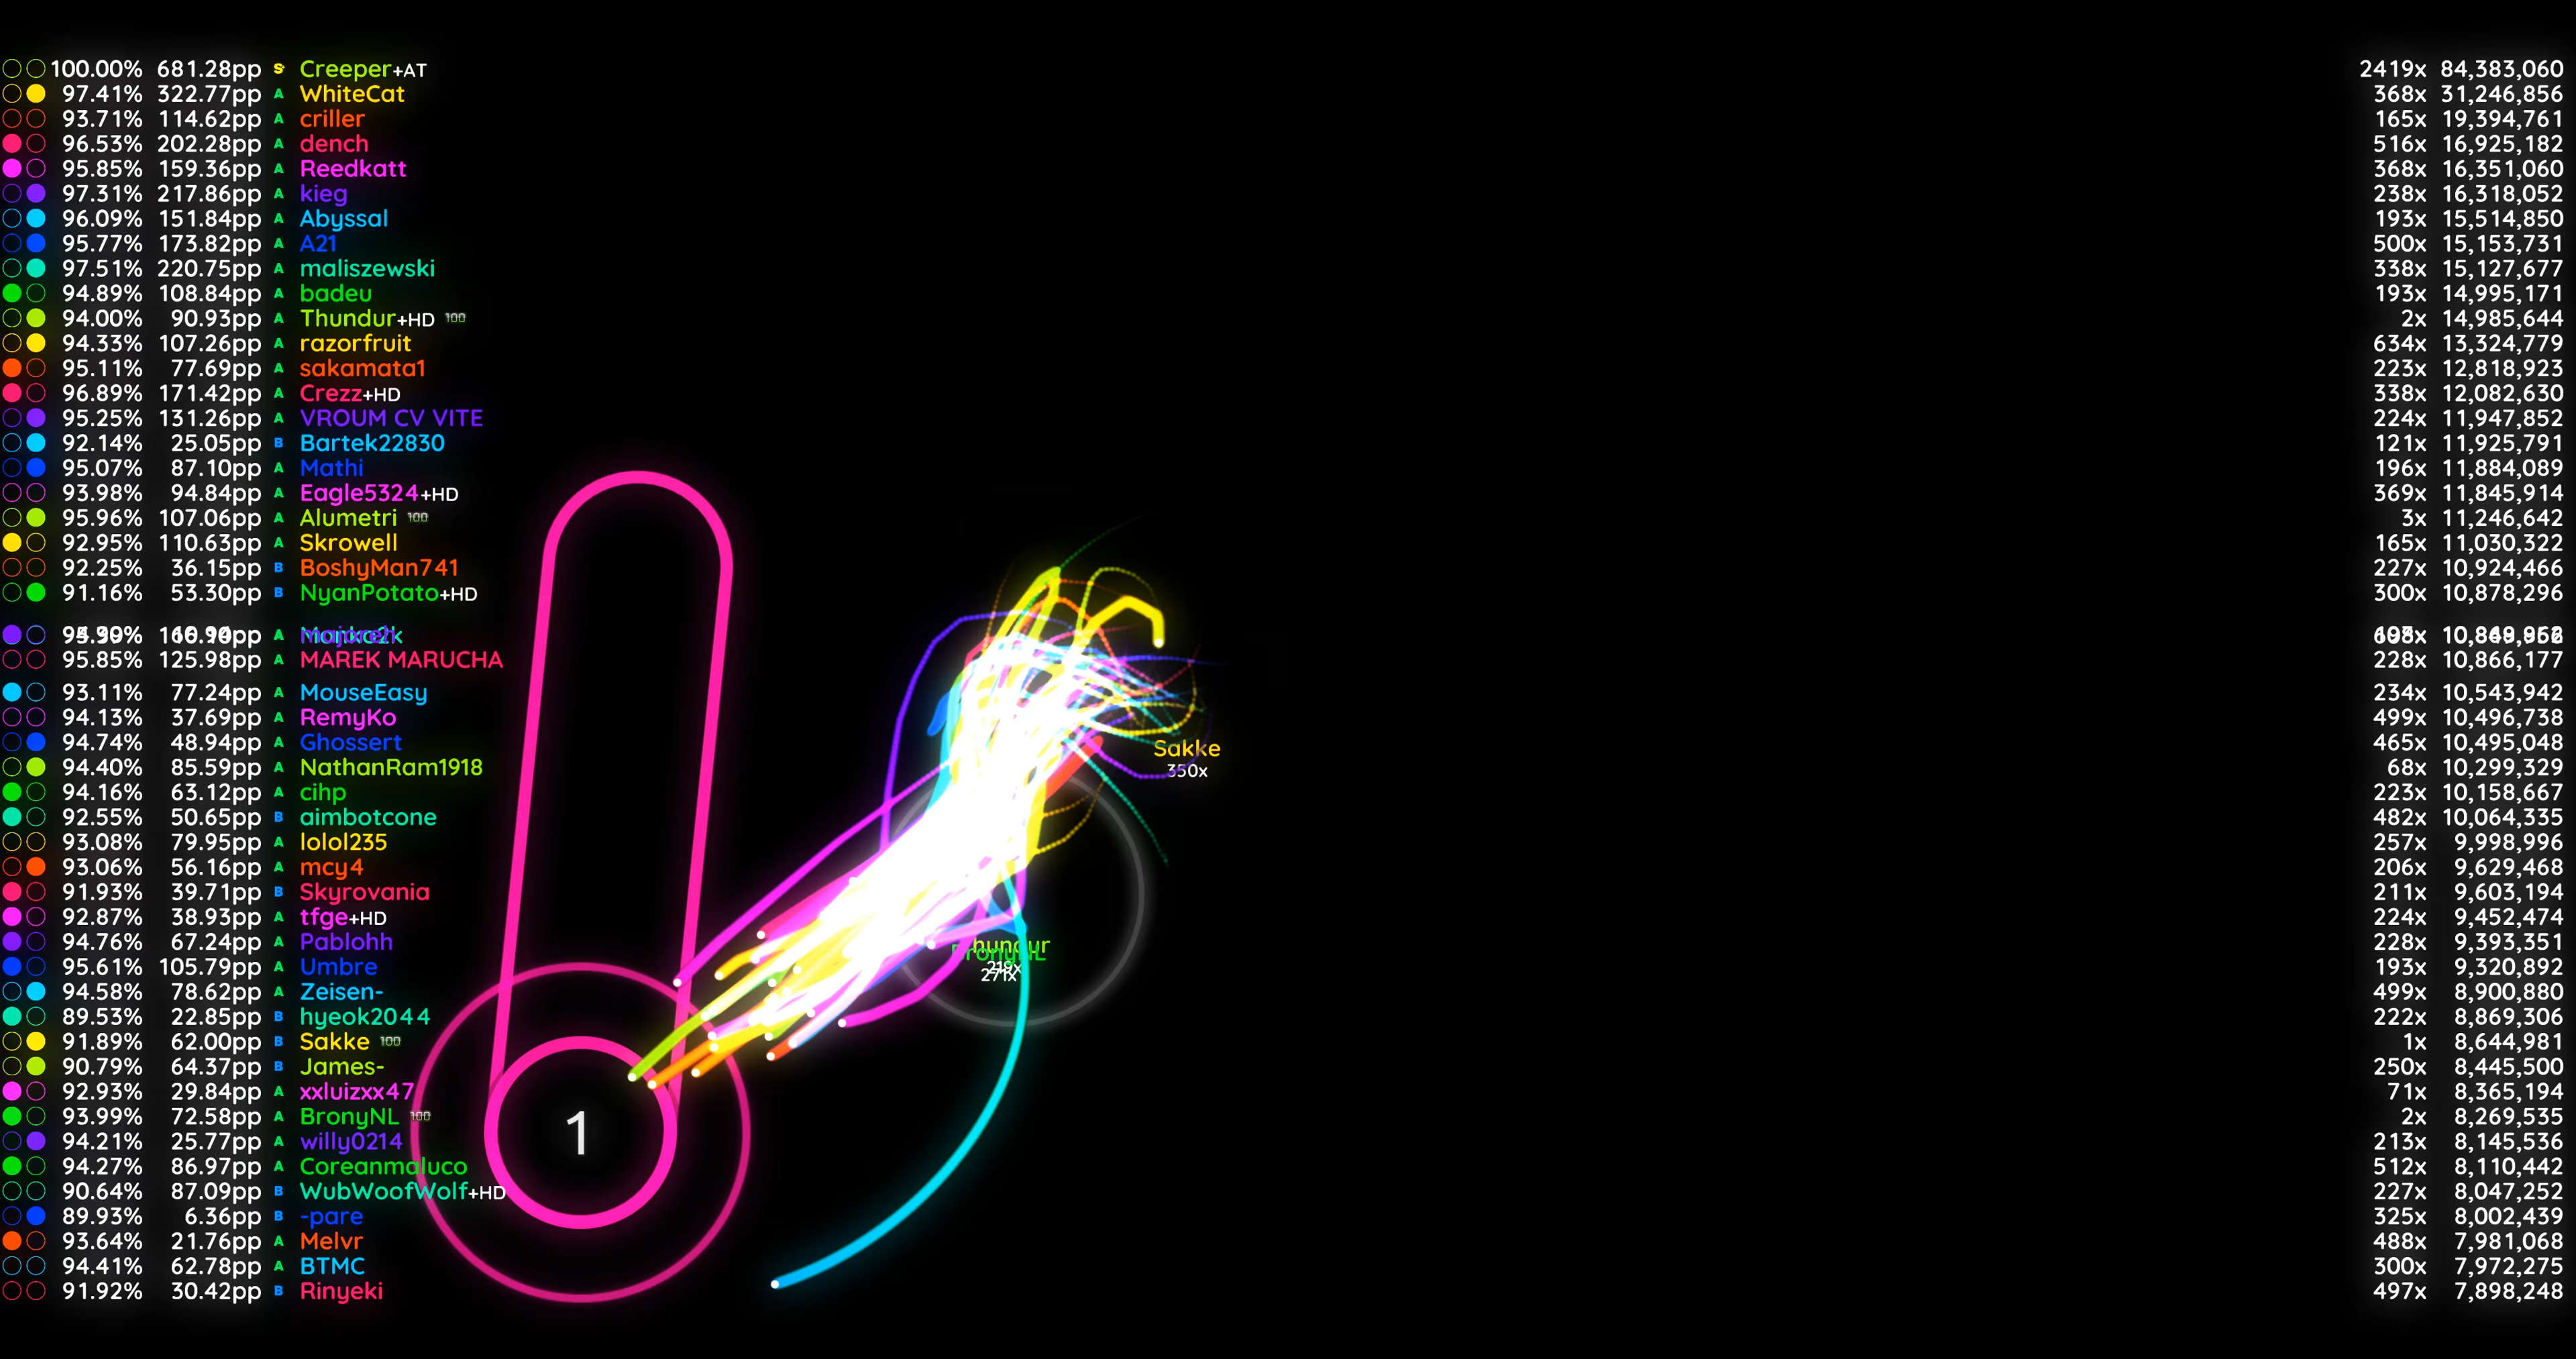 100.00% 681.28pp S Creeper+AT 2419x 84,383,060
97.41% 322.77pp A WhiteCat 368x 31,246,856
93.71% 114.62pp A criller 165x 19,394,761
96.53% 202.28pp A dench 516x 16,925,182
95.85% 159.36pp A Reedkatt 368x 16,351,060
97.31% 217.86pp A kieg 238x 16,318,052
96.09% 151.84pp A Abyssal 193x 15,514,850
95.77% 173.82pp A A21 500x 15,153,731
97.51% 220.75pp A maliszewski 338x 15,127,677
94.89% 108.84pp A badeu 193x 14,995,171
94.00% 90.93pp A Thundur+HD 100 2x 14,985,644
94.33% 107.26pp A razorfruit 634x 13,324,779
95.11% 77.69pp A sakamata1 223x 12,818,923
96.89% 171.42pp A Crezz+HD 338x 12,082,630
95.25% 131.26pp A VROUM CV VITE 224x 11,947,852
92.14% 25.05pp B Bartek22830 121x 11,925,791
95.07% 87.10pp A Mathi 196x 11,884,089
93.98% 94.84pp A Eagle5324+HD 369x 11,845,914
95.96% 107.06pp A Alumetri 100 3x 11,246,642
92.95% 110.63pp A Skrowell 165x 11,030,322
92.25% 36.15pp B BoshyMan741 227x 10,924,466
91.16% 53.30pp B NyanPotato+HD 300x 10,878,296
A
95.85% 125.98pp A MAREK MARUCHA 228x 10,866,177
93.11% 77.24pp A MouseEasy 234x 10,543,942
94.13% 37.69pp A RemyKo 499x 10,496,738
94.74% 48.94pp A Ghossert 465x 10,495,048
94.40% 85.59pp A NathanRam1918 68x 10,299,329
Sakke
350x
94.16% 63.12pp A cihp 223x 10,158,667
92.55% 50.65pp B aimbotcone 482x 10,064,335
93.08% 79.95pp A lolol235 257x 9,998,996
93.06% 56.16pp A mcy4 206x 9,629,468
91.93% 39.71pp B Skyrovania 211x 9,603,194
92.87% 38.93pp A tfge+HD 224x 9,452,474
94.76% 67.24pp A Pablohh 228x 9,393,351
Thundur
BronyNL
271x
95.61% 105.79pp A Umbre 193x 9,320,892
94.58% 78.62pp A Zeisen- 499x 8,900,880
89.53% 22.85pp B hyeok2044 222x 8,869,306
91.89% 62.00pp B Sakke 100 1x 8,644,981
90.79% 64.37pp B James- 250x 8,445,500
92.93% 29.84pp A xxluizxx47 71x 8,365,194
93.99% 72.58pp A BronyNL 100 2x 8,269,535
1
94.21% 25.77pp A willy0214 213x 8,145,536
94.27% 86.97pp A Coreanmaluco 512x 8,110,442
90.64% 87.09pp B WubWoofWolf+HD 227x 8,047,252
89.93% 6.36pp B -pare 325x 8,002,439
93.64% 21.76pp A Melvr 488x 7,981,068
94.41% 62.78pp A BTMC 300x 7,972,275
91.92% 30.42pp B Rinyeki 497x 7,898,248